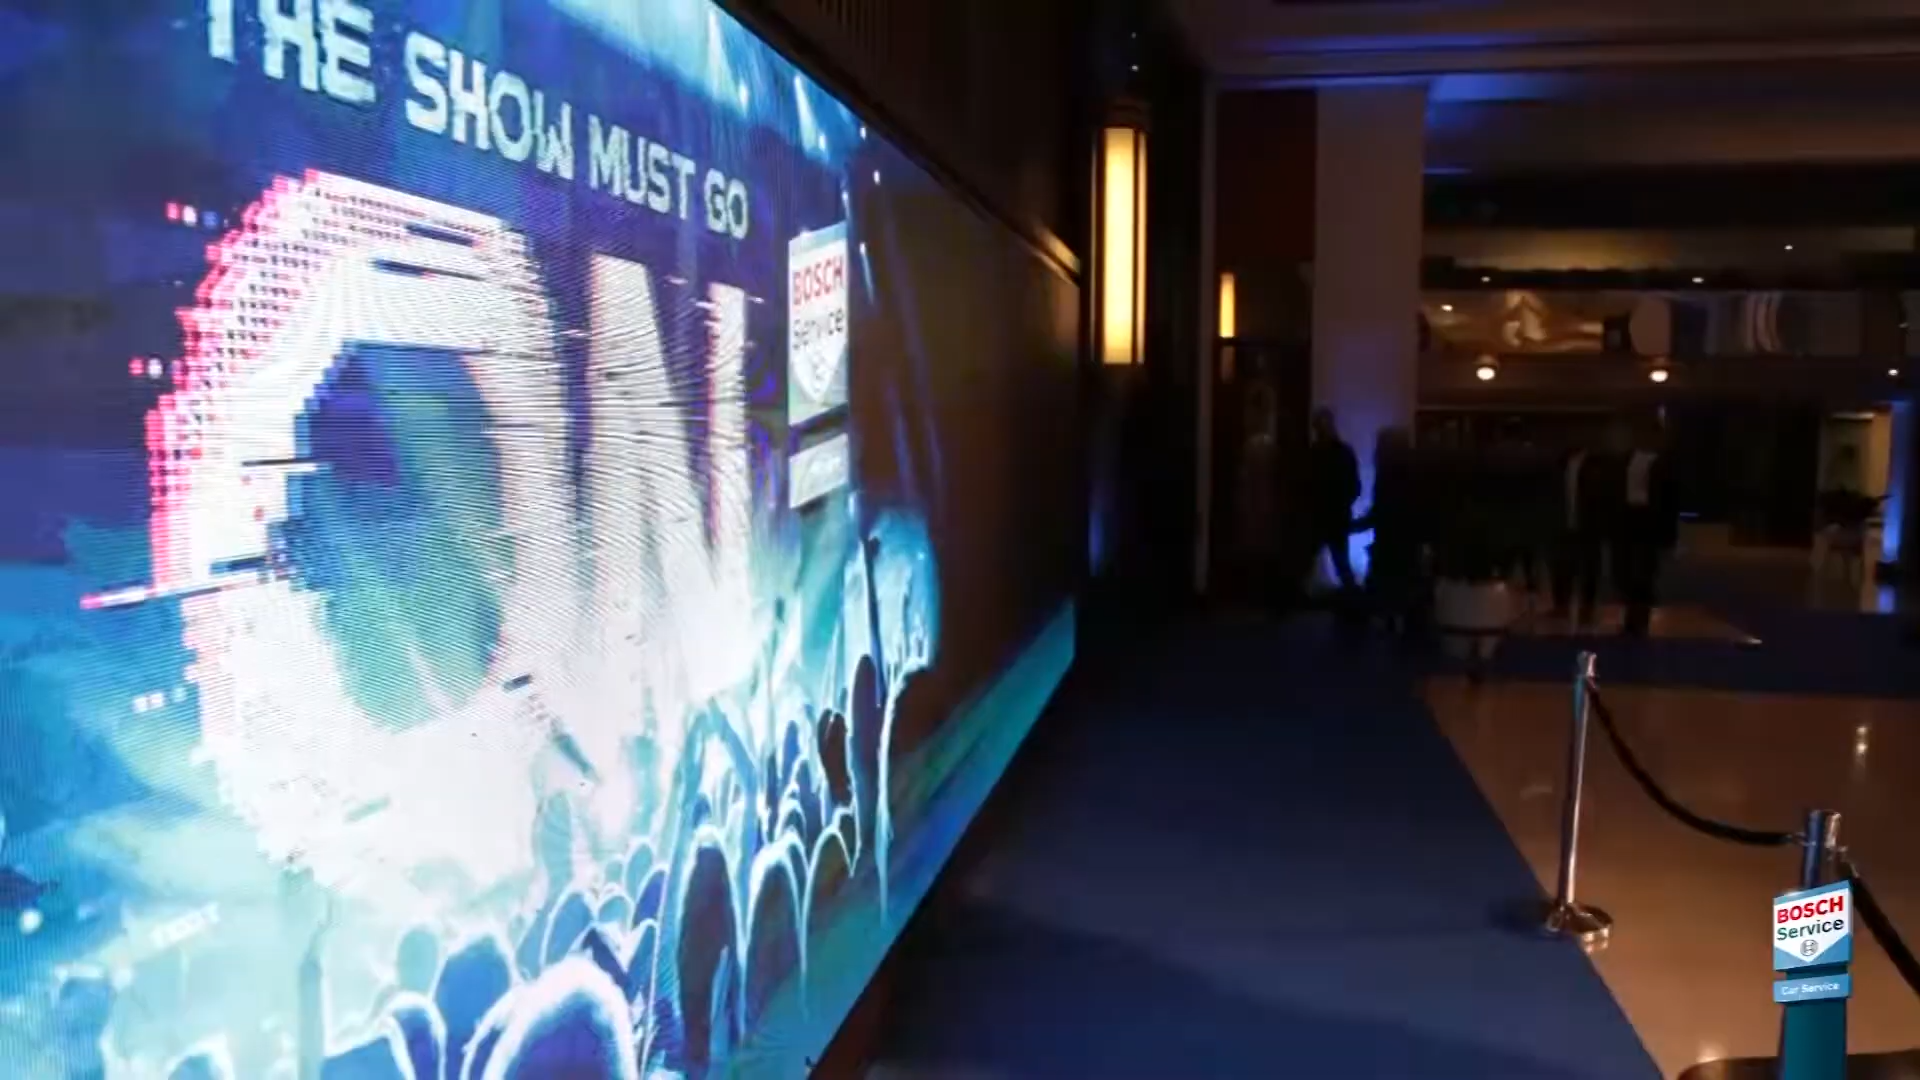 THE SHOW MUST GO
ON
BOSCH
Service
BOSCH
Service
Car Service